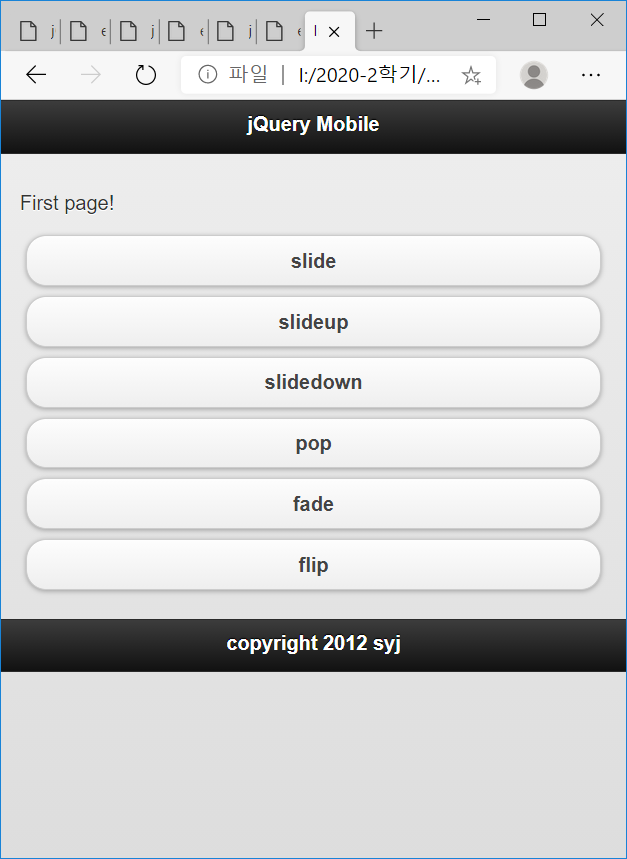 j e j e j e l
파일 | I:/2020-2학기/...
jQuery Mobile
First page!
slide
slideup
slidedown
pop
fade
flip
copyright 2012 syj